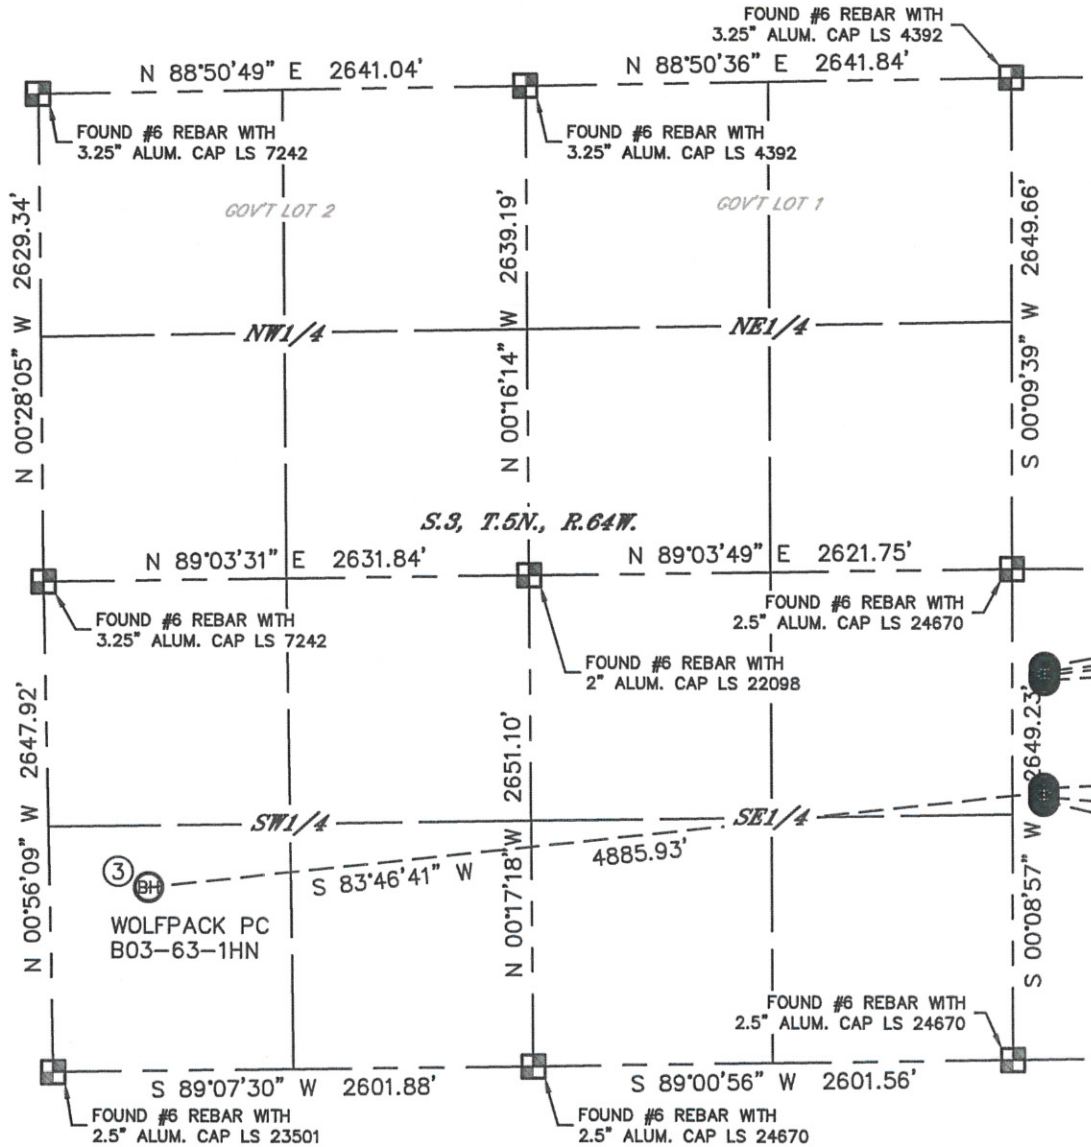 FOUND #6 REBAR WITH
3.25" ALUM. CAP LS 4392
N 88°50'49" E 2641.04'
N 88°50'36" E 2641.84'
FOUND #6 REBAR WITH
3.25" ALUM. CAP LS 7242
FOUND #6 REBAR WITH
3.25" ALUM. CAP LS 4392
GOV'T LOT 2
GOV'T LOT 1
N 00°28'05" W 2629.34'
N 00°16'14" W 2639.19'
S 00°09'39" W 2649.66'
NW1/4
NE1/4
S.3, T.5N., R.64W.
N 89°03'31" E 2631.84'
N 89°03'49" E 2621.75'
FOUND #6 REBAR WITH
3.25" ALUM. CAP LS 7242
FOUND #6 REBAR WITH
2" ALUM. CAP LS 22098
FOUND #6 REBAR WITH
2.5" ALUM. CAP LS 24670
N 00°56'09" W 2647.92'
N 00°17'18" W 2651.10'
S 00°08'57" W 2649.23'
SW1/4
SE1/4
S 83°46'41" W 4885.93'
3
BH
WOLFPACK PC
B03-63-1HN
FOUND #6 REBAR WITH
2.5" ALUM. CAP LS 24670
S 89°07'30" W 2601.88'
S 89°00'56" W 2601.56'
FOUND #6 REBAR WITH
2.5" ALUM. CAP LS 23501
FOUND #6 REBAR WITH
2.5" ALUM. CAP LS 24670